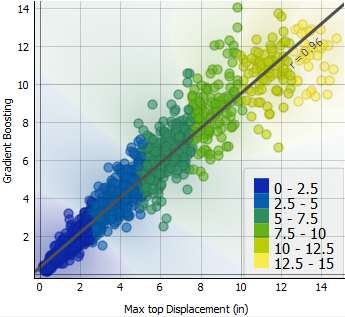 14
12
10
8
6
4
2
Gradient Boosting
r = 0.96
0 - 2.5
2.5 - 5
5 - 7.5
7.5 - 10
10 - 12.5
12.5 - 15
0 2 4 6 8 10 12 14
Max top Displacement (in)